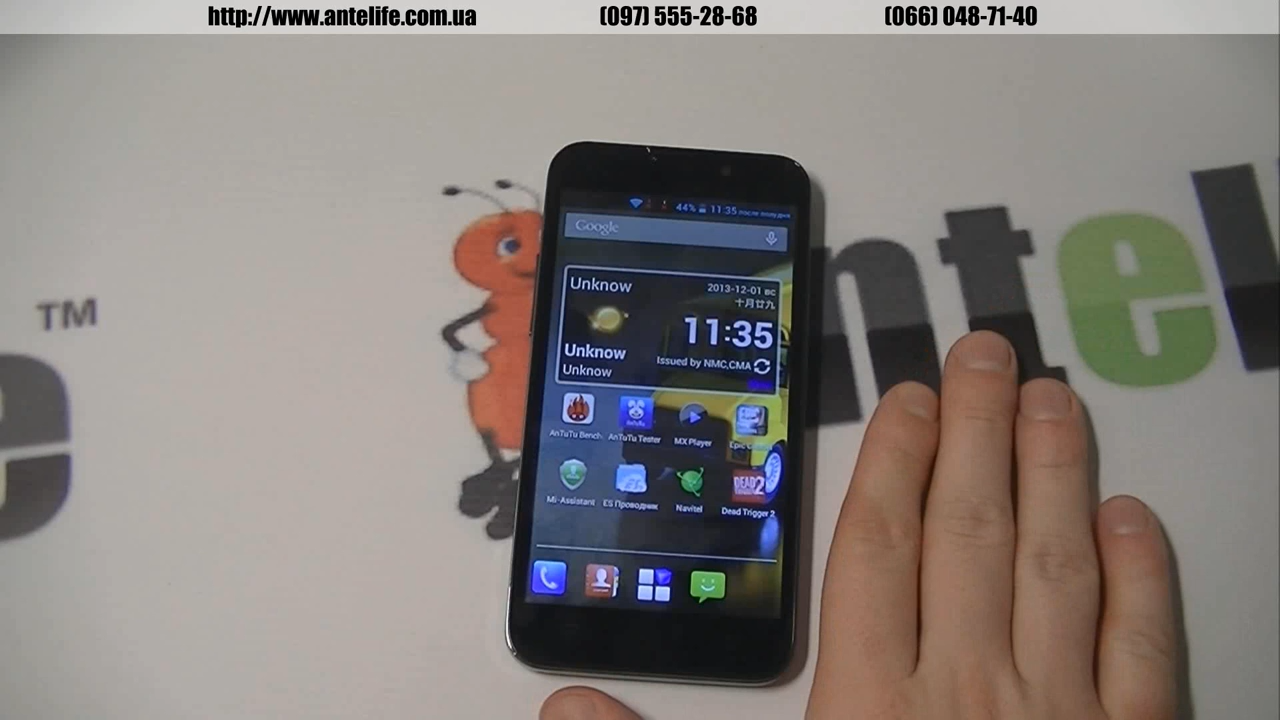 http://www.antelife.com.ua (097) 555-28-68 (066) 048-71-40
TM
e
antel
44% 11:35 после полудня
Google
Unknow
2013-12-01 вс
十月廿九
11:35
Unknow
Issued by NMC,CMA
Unknow
AnTuTu Bench
AnTuTu Tester
MX Player
Epic
Mi-Assistant
ES Проводник
Navitel
Dead Trigger 2